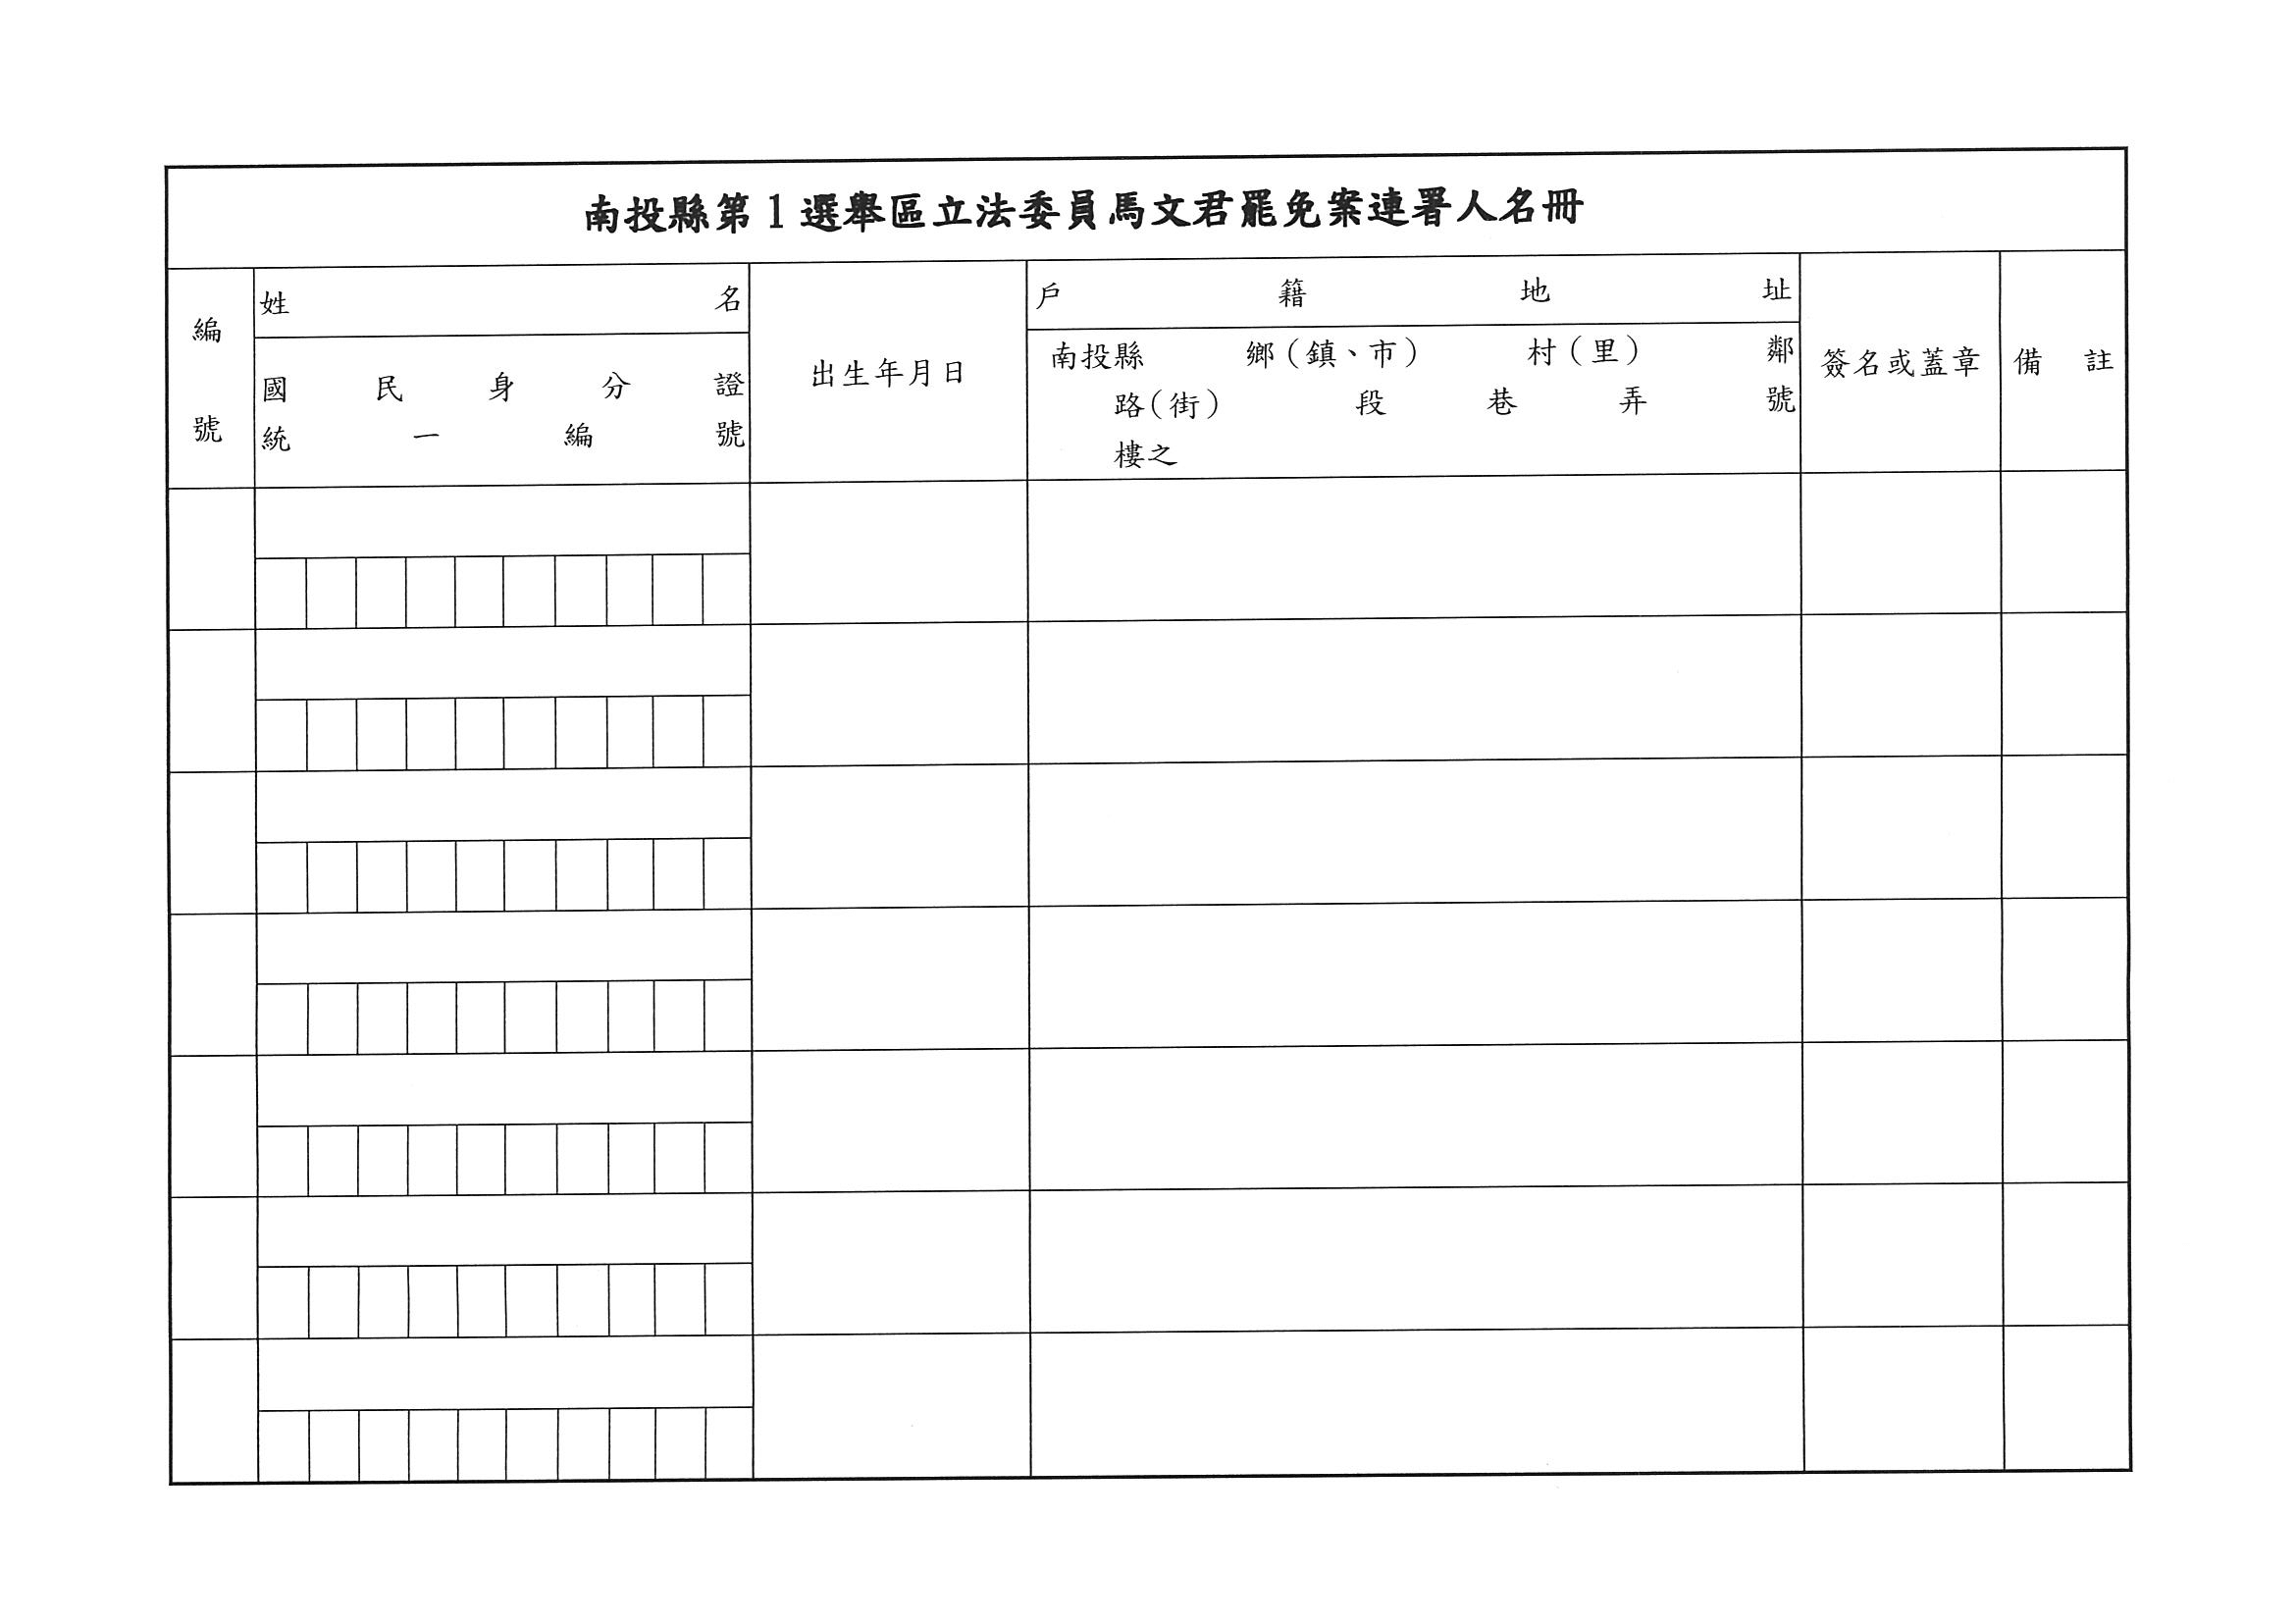 南投縣第1選舉區立法委員馬文君罷免案連署人名冊
編號
姓名
國民身分證
統一編號
出生年月日
戶籍地址
南投縣 鄉(鎮、市) 村(里) 鄰
路(街) 段 巷 弄 號
樓之
簽名或蓋章
備註